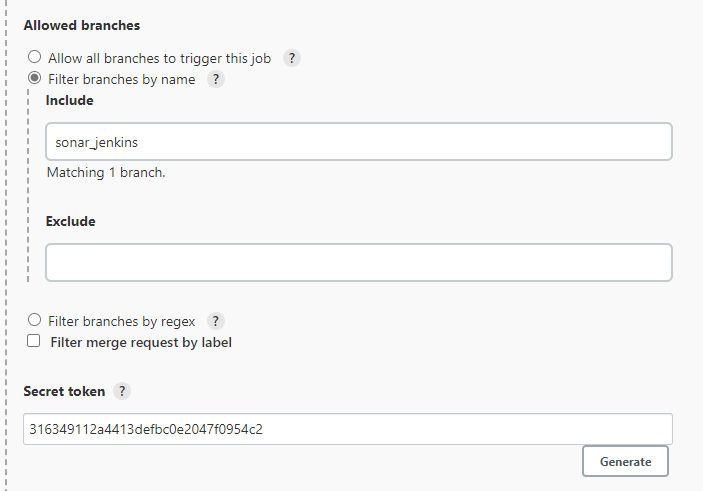 Allowed branches
Allow all branches to trigger this job ?
Filter branches by name ?
Include
sonar_jenkins
Matching 1 branch.
Exclude
Filter branches by regex ?
Filter merge request by label
Secret token ?
316349112a4413defbc0e2047f0954c2
Generate